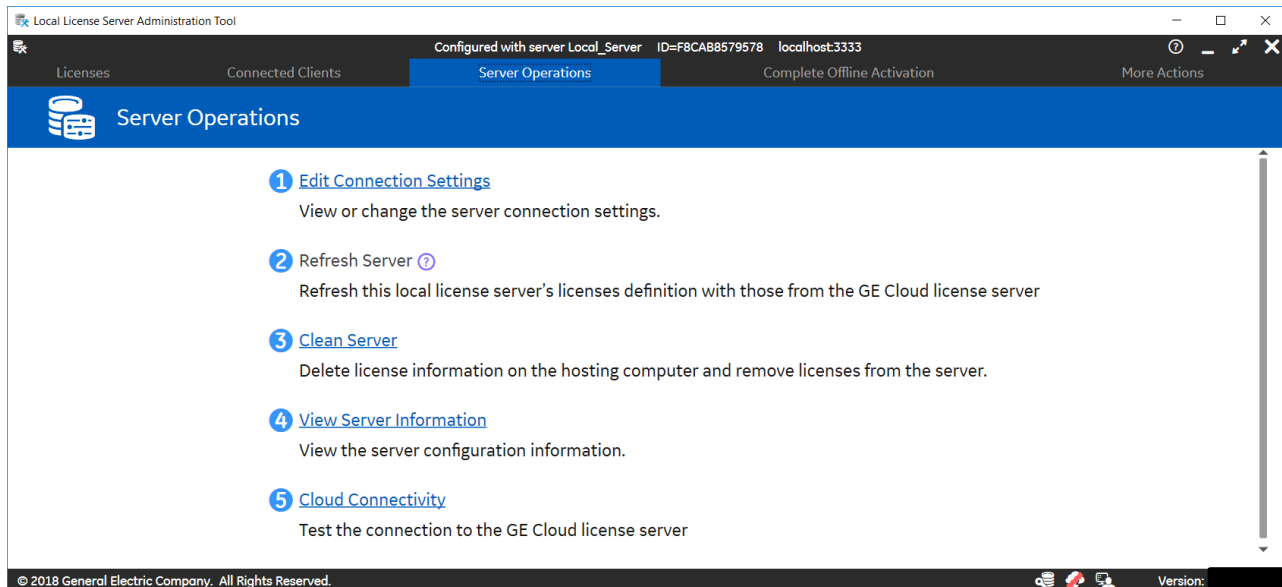 Local License Server Administration Tool
Configured with server Local_Server ID=F8CAB8579578 localhost:3333
Licenses Connected Clients Server Operations Complete Offline Activation More Actions
Server Operations
1 Edit Connection Settings
View or change the server connection settings.
2 Refresh Server ?
Refresh this local license server's licenses definition with those from the GE Cloud license server
3 Clean Server
Delete license information on the hosting computer and remove licenses from the server.
4 View Server Information
View the server configuration information.
5 Cloud Connectivity
Test the connection to the GE Cloud license server
© 2018 General Electric Company. All Rights Reserved. Version: